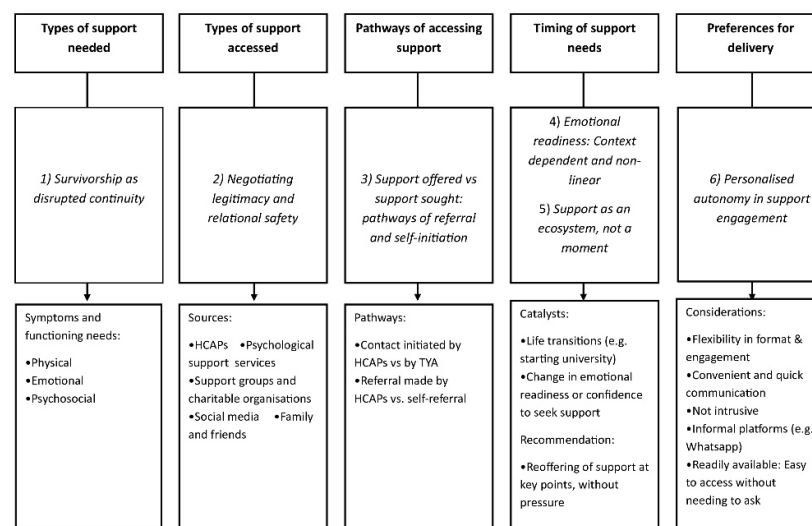 Types of support
needed
Types of support
accessed
Pathways of accessing
support
Timing of support
needs
Preferences for
delivery
1) Survivorship as
disrupted continuity
2) Negotiating
legitimacy and
relational safety
3) Support offered vs
support sought:
pathways of referral
and self-initiation
4) Emotional
readiness: Context
dependent and non-
linear
5) Support as an
ecosystem, not a
moment
6) Personalised
autonomy in support
engagement
Symptoms and
functioning needs:
•Physical
•Emotional
•Psychosocial
Sources:
•HCAPs •Psychological
support services
•Support groups and
charitable organisations
•Social media •Family
and friends
Pathways:
•Contact initiated by
HCAPs vs by TYA
•Referral made by
HCAPs vs. self-referral
Catalysts:
•Life transitions (e.g.
starting university)
•Change in emotional
readiness or confidence
to seek support
Recommendation:
•Reoffering of support at
key points, without
pressure
Considerations:
•Flexibility in format &
engagement
•Convenient and quick
communication
•Not intrusive
•Informal platforms (e.g.
Whatsapp)
•Readily available: Easy
to access without
needing to ask